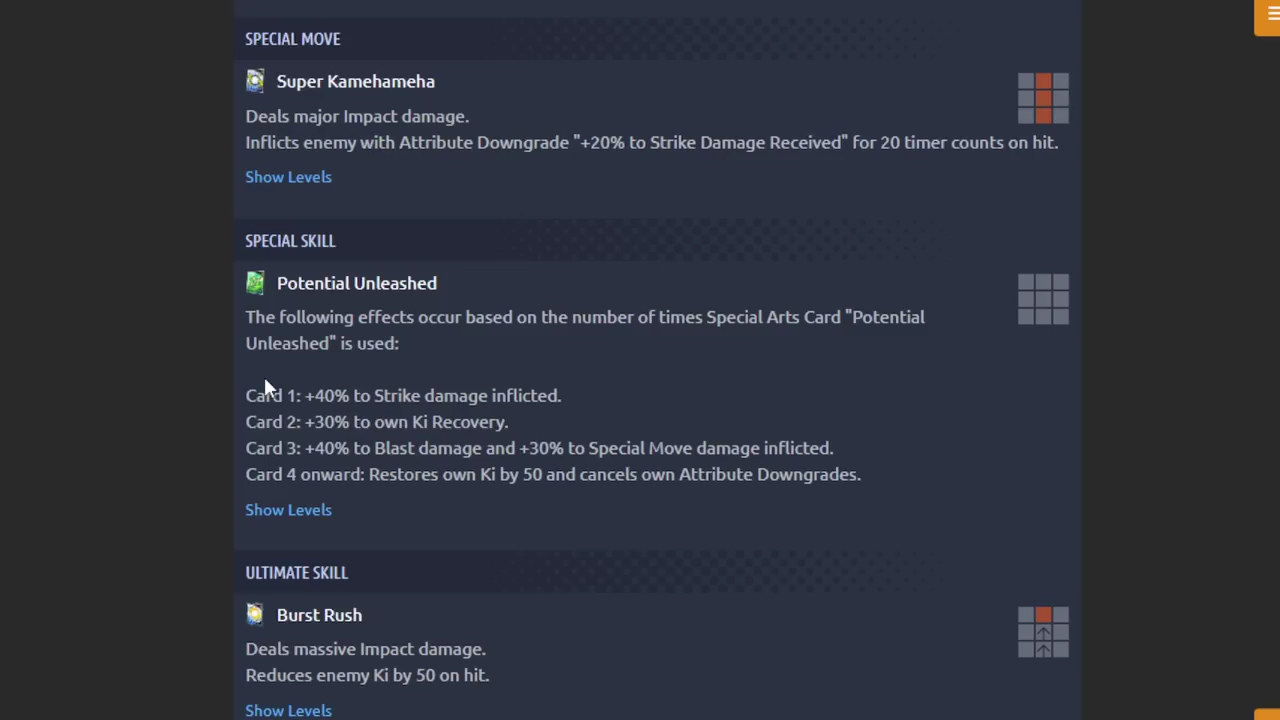 SPECIAL MOVE
Super Kamehameha
Deals major Impact damage.
Inflicts enemy with Attribute Downgrade "+20% to Strike Damage Received" for 20 timer counts on hit.
Show Levels
SPECIAL SKILL
Potential Unleashed
The following effects occur based on the number of times Special Arts Card "Potential
Unleashed" is used:
Card 1: +40% to Strike damage inflicted.
Card 2: +30% to own Ki Recovery.
Card 3: +40% to Blast damage and +30% to Special Move damage inflicted.
Card 4 onward: Restores own Ki by 50 and cancels own Attribute Downgrades.
Show Levels
ULTIMATE SKILL
Burst Rush
Deals massive Impact damage.
Reduces enemy Ki by 50 on hit.
Show Levels